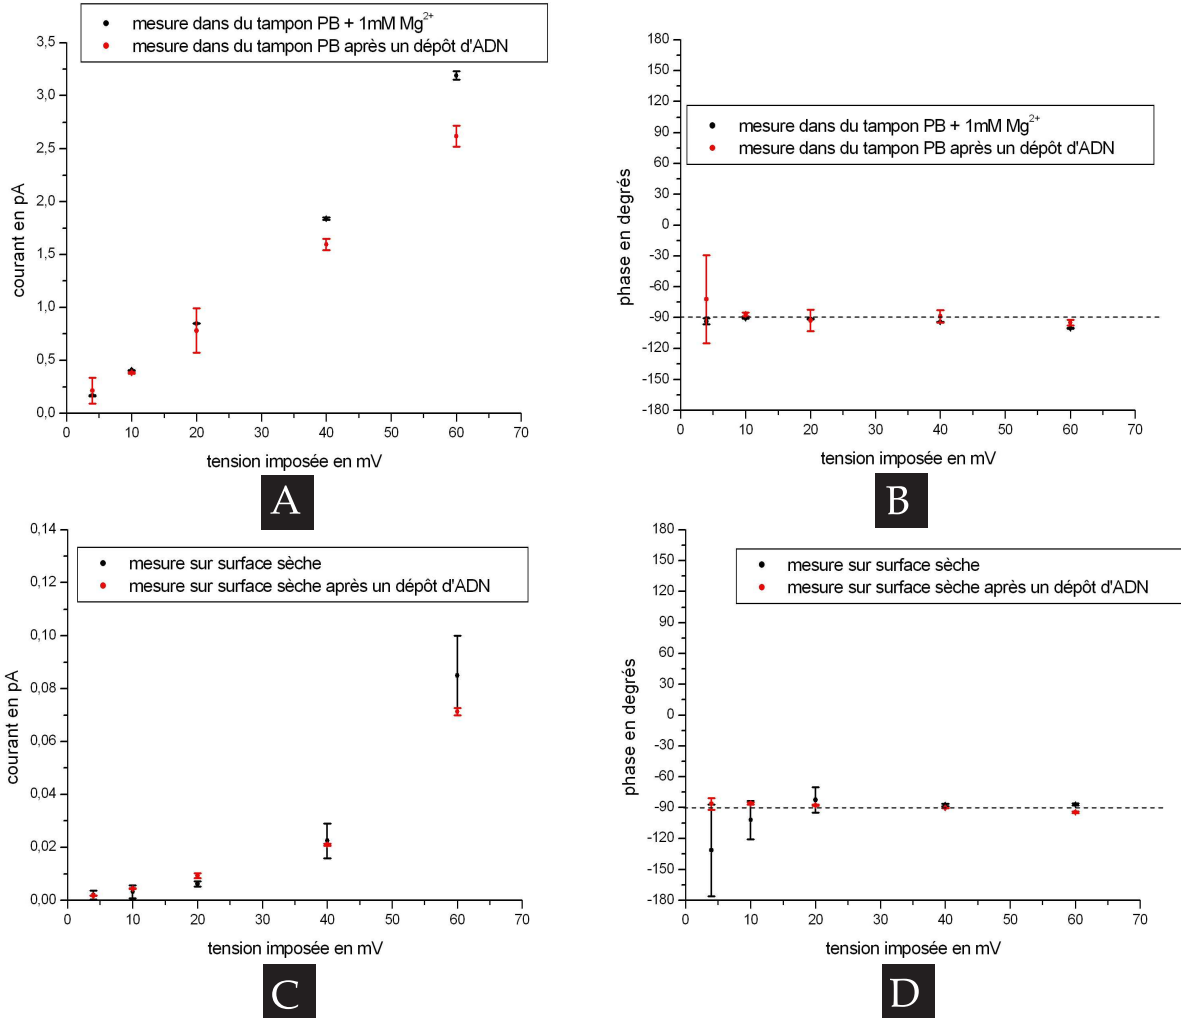 mesure dans du tampon PB + 1mM Mg²⁺
mesure dans du tampon PB après un dépôt d'ADN
3,5
3,0
2,5
2,0
1,5
1,0
0,5
0,0
courant en pA
0 10 20 30 40 50 60 70
tension imposée en mV
A
180
150
120
90
60
30
0
-30
-60
-90
-120
-150
-180
phase en degrés
mesure dans du tampon PB + 1mM Mg²⁺
mesure dans du tampon PB après un dépôt d'ADN
0 10 20 30 40 50 60 70
tension imposée en mV
B
0,14
0,12
0,10
0,08
0,06
0,04
0,02
0,00
courant en pA
mesure sur surface sèche
mesure sur surface sèche après un dépôt d'ADN
0 10 20 30 40 50 60 70
tension imposée en mV
C
180
150
120
90
60
30
0
-30
-60
-90
-120
-150
-180
phase en degrés
mesure sur surface sèche
mesure sur surface sèche après un dépôt d'ADN
0 10 20 30 40 50 60 70
tension imposée en mV
D